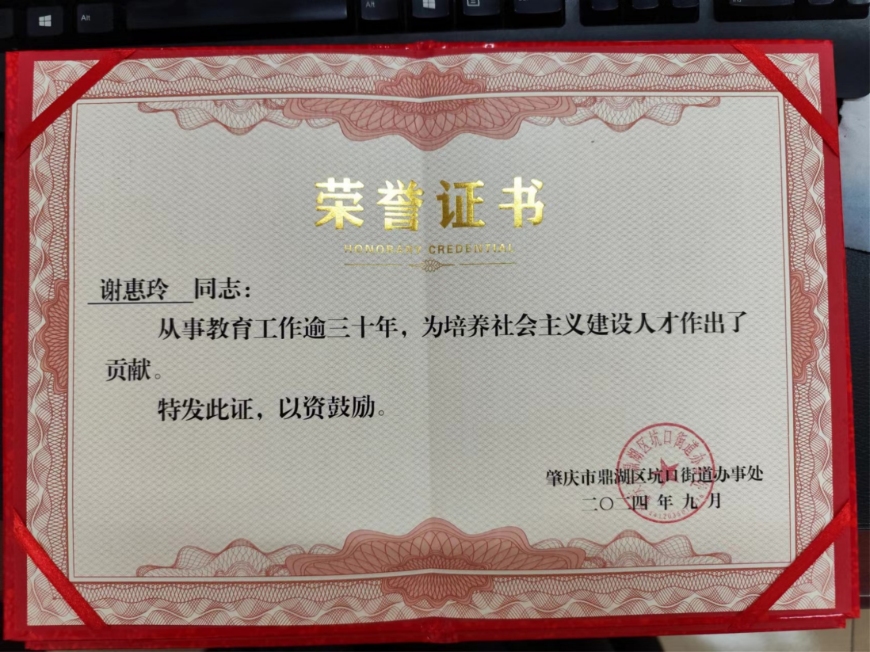 Alt
Alt
Alt
荣誉证书
HONORARY CREDENTIAL
谢惠玲 同志：
从事教育工作逾三十年，为培养社会主义建设人才作出了
贡献。
特发此证，以资鼓励。
肇庆市鼎湖区坑口街道办事处
二〇二四年九月